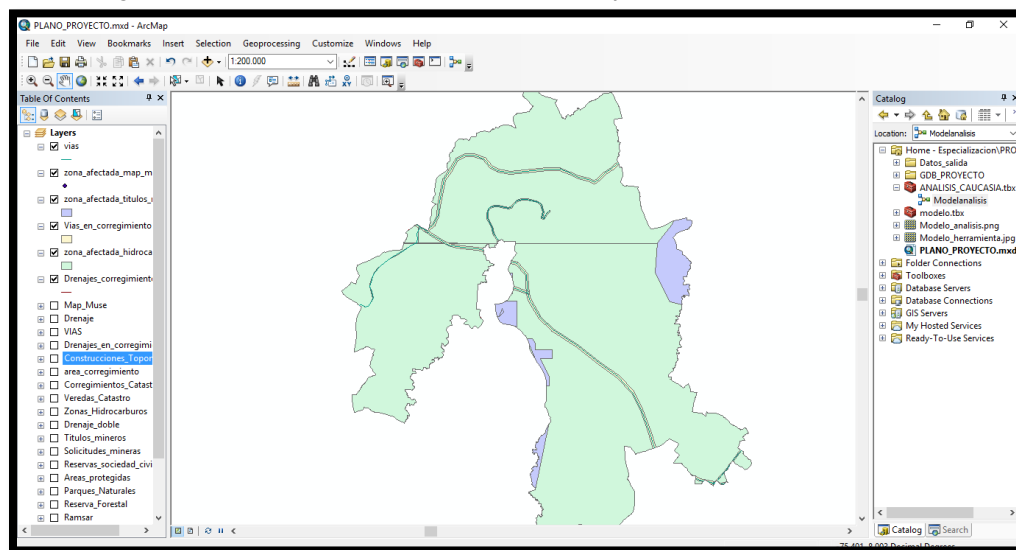 PLANO_PROYECTO.mxd - ArcMap
File Edit View Bookmarks Insert Selection Geoprocessing Customize Windows Help
1:200.000
Table Of Contents
Layers
vias
zona_afectada_map_m
zona_afectada_titulos_
Vias_en_corregimiento
zona_afectada_hidroca
Drenajes_corregimient
Map_Muse
Drenaje
VIAS
Drenajes_en_corregimi
Construcciones_Topor
area_corregimiento
Corregimientos_Catast
Veredas_Catastro
Zonas_Hidrocarburos
Drenaje_doble
Titulos_mineros
Solicitudes_mineras
Reservas_sociedad_civi
Areas_protegidas
Parques_Naturales
Reserva_Forestal
Ramsar
Catalog
Location: Modelanalisis
Home - Especializacion\PRO
Datos_salida
GDB_PROYECTO
ANALISIS_CAUCASIA.tbx
Modelanalisis
modelo.tbx
Modelo_analisis.png
Modelo_herramienta.jpg
PLANO_PROYECTO.mxd
Folder Connections
Toolboxes
Database Servers
Database Connections
GIS Servers
My Hosted Services
Ready-To-Use Services
Catalog Search